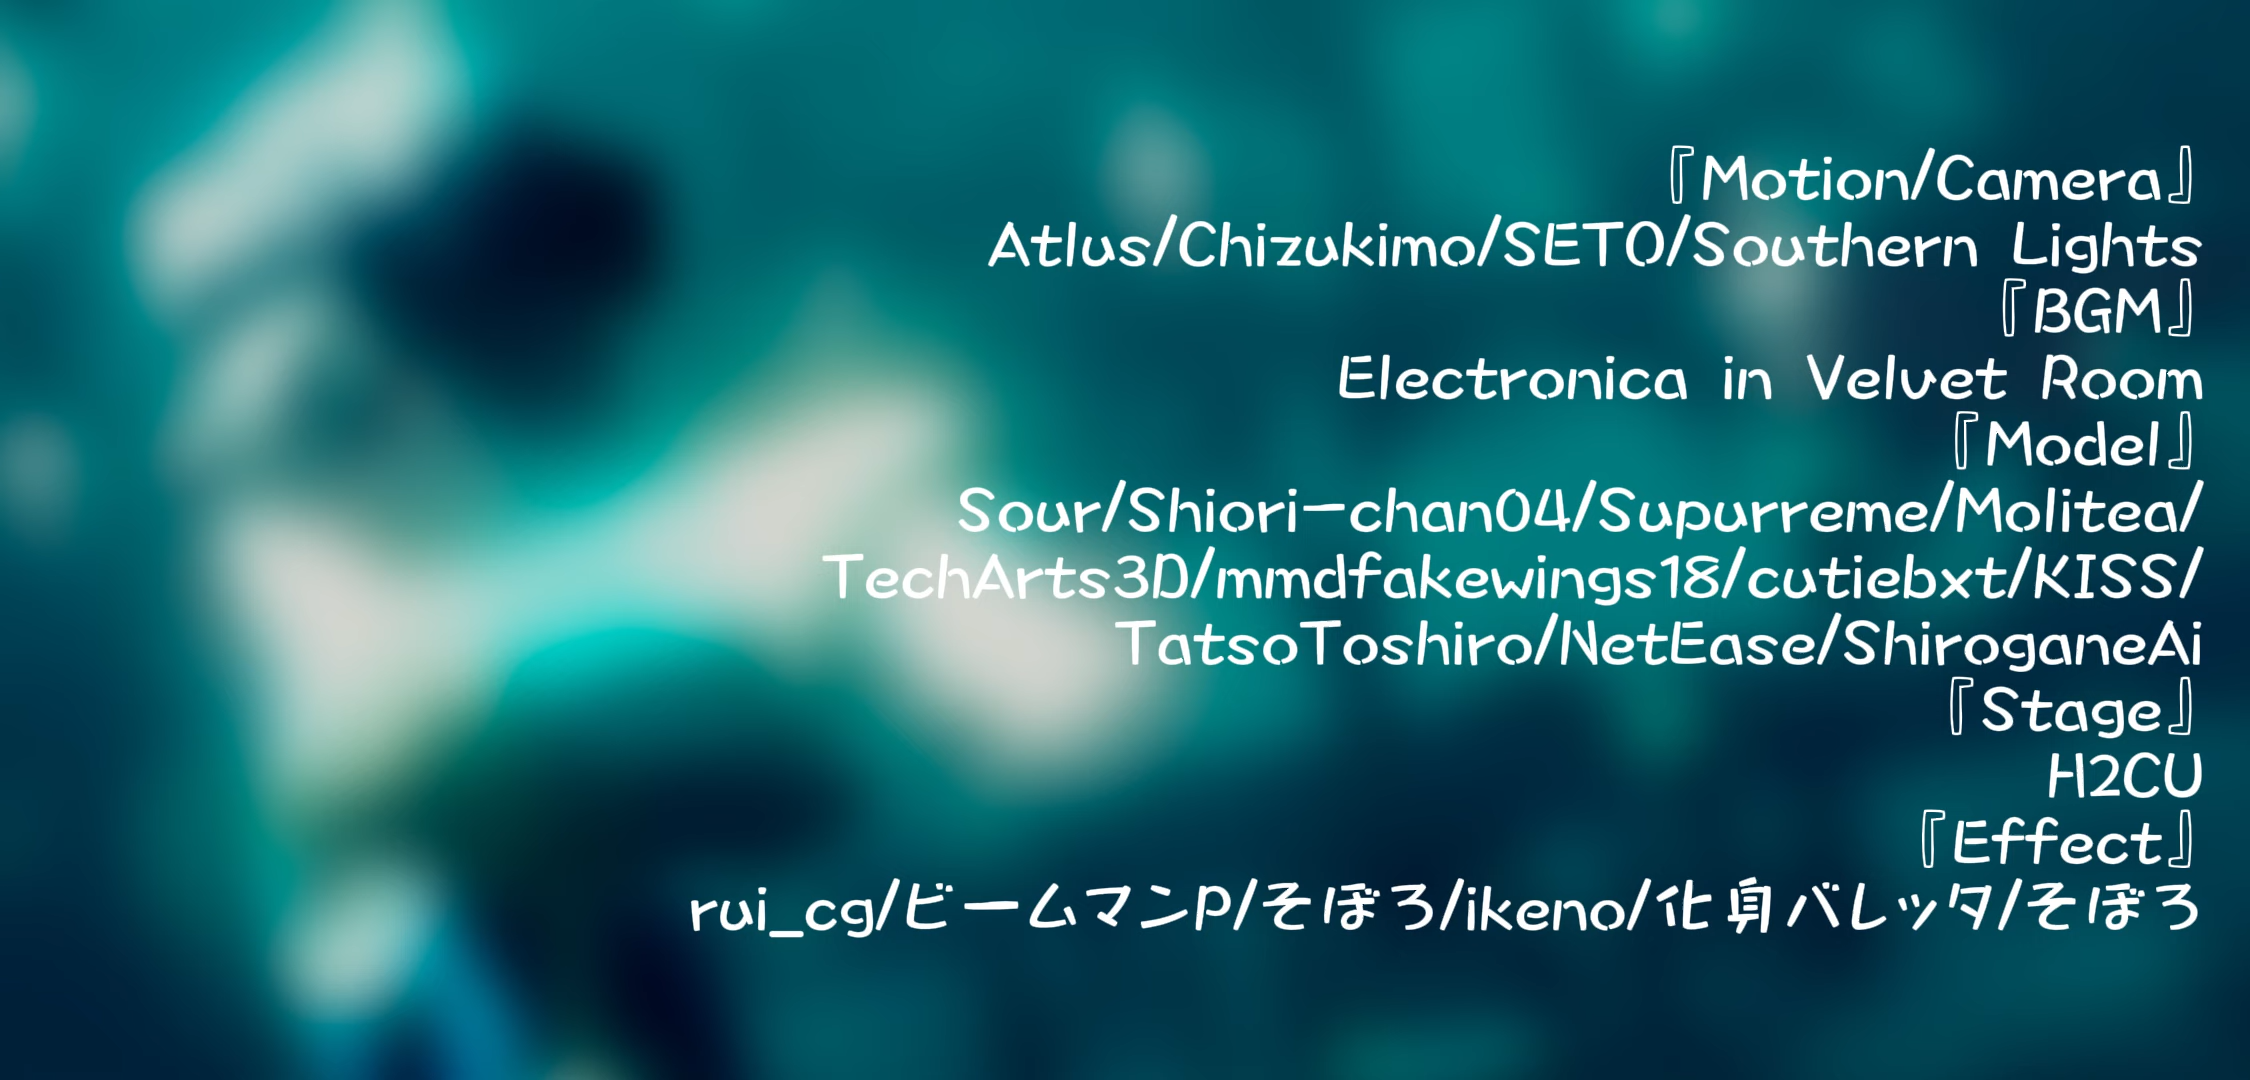 『Motion/Camera』
Atlus/Chizukimo/SETO/Southern Lights
『BGM』
Electronica in Velvet Room
『Model』
Sour/Shiori-chan04/Supurreme/Molitea/
TechArts3D/mmdfakewings18/cutiebxt/KISS/
TatsoToshiro/NetEase/ShiroganeAi
『Stage』
H2CU
『Effect』
rui_cg/ビームマンP/そぼろ/ikeno/化身バレッタ/そぼろ